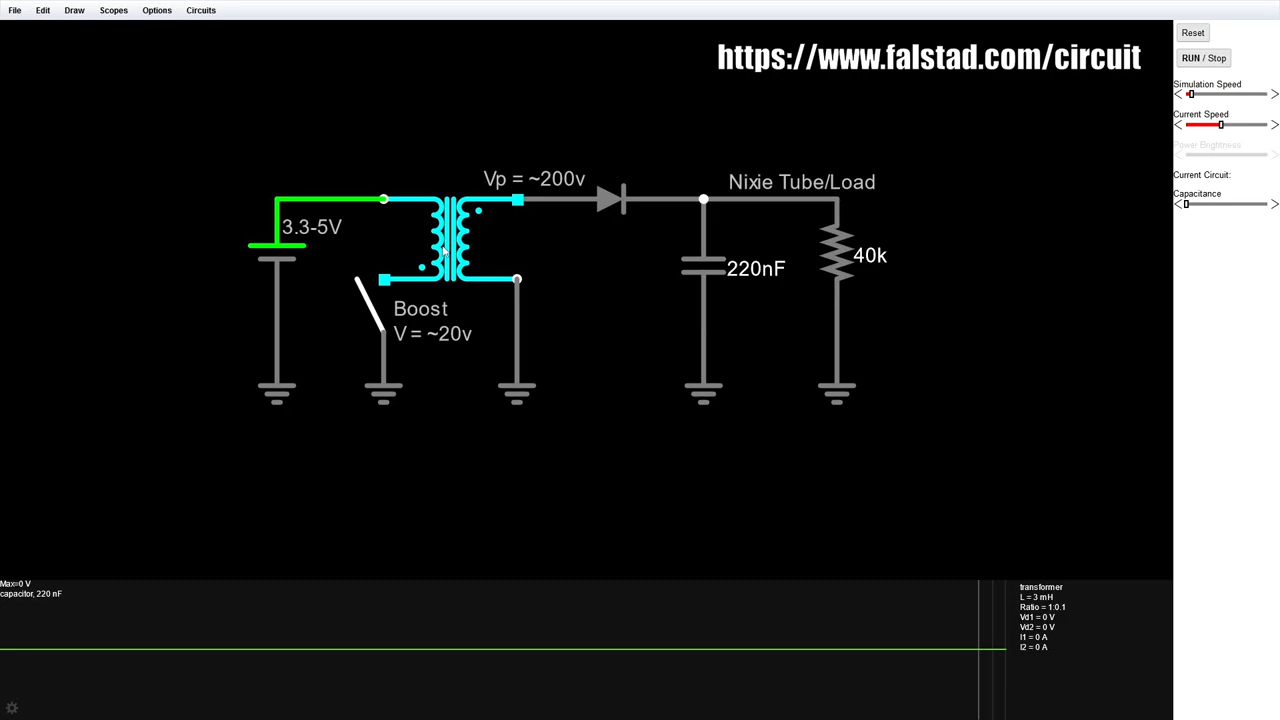 File Edit Draw Scopes Options Circuits
https://www.falstad.com/circuit
Reset
RUN / Stop
Simulation Speed
Current Speed
Power Brightness
Current Circuit:
Capacitance
Vp = ~200v
Nixie Tube/Load
3.3-5V
40k
220nF
Boost
V = ~20v
Max=0 V
capacitor, 220 nF
transformer
L = 3 mH
Ratio = 1:0.1
Vd1 = 0 V
Vd2 = 0 V
I1 = 0 A
I2 = 0 A